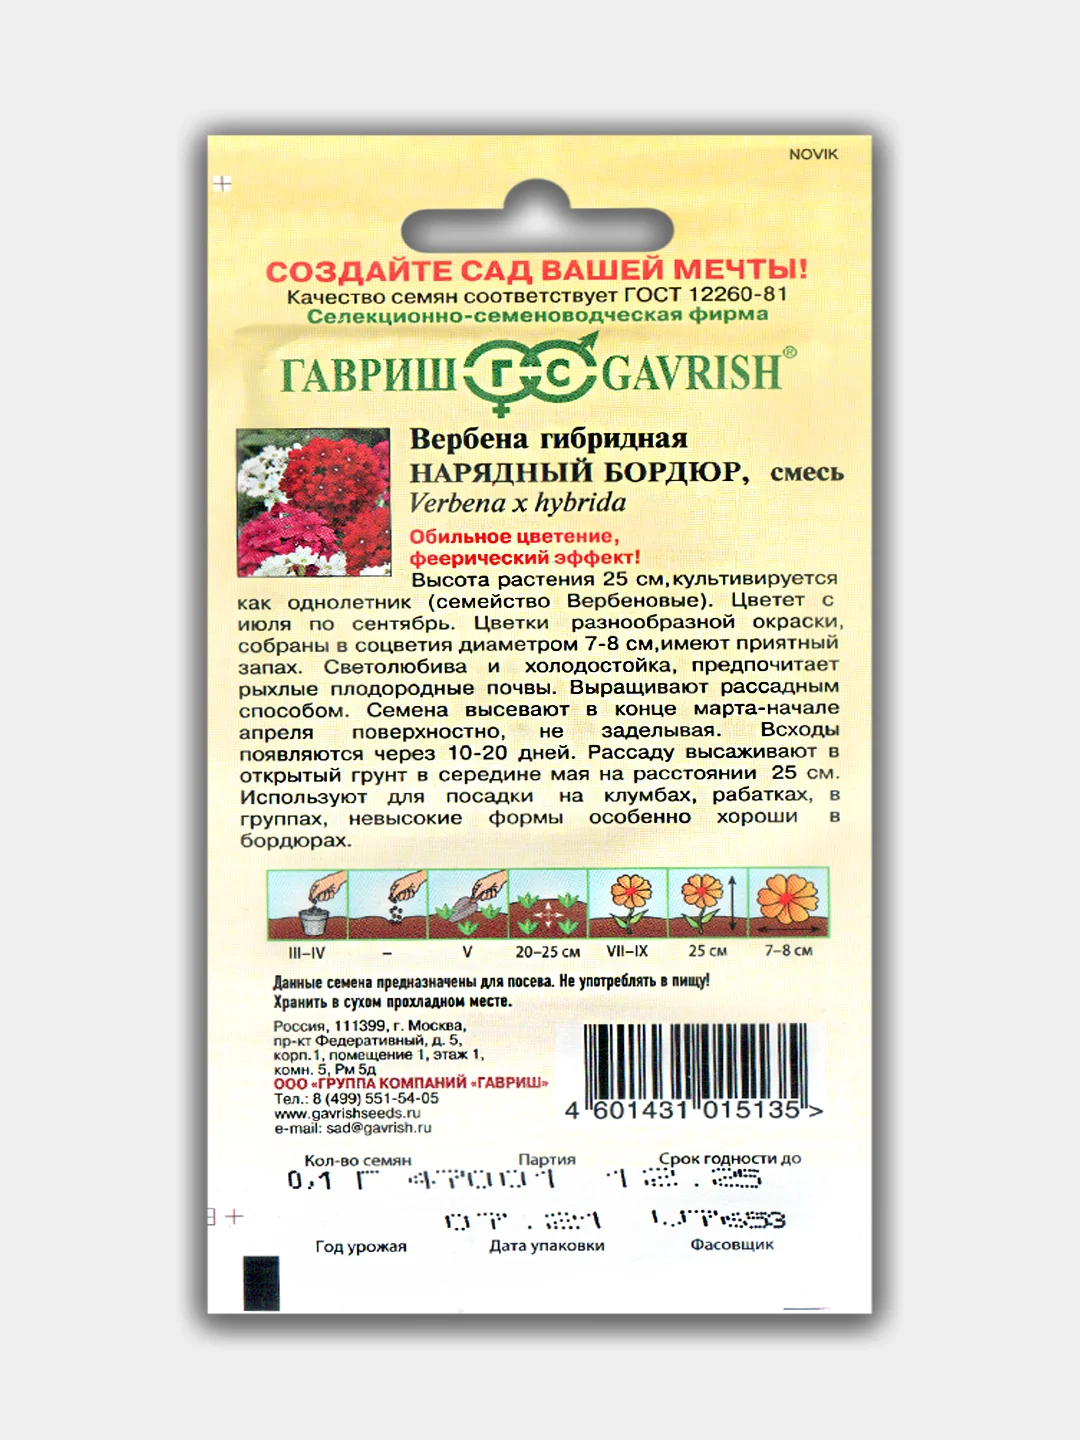 NOVIK
СОЗДАЙТЕ САД ВАШЕЙ МЕЧТЫ!
Качество семян соответствует ГОСТ 12260-81
Селекционно-семеноводческая фирма
ГАВРИШ ГС GAVRISH®
Вербена гибридная
НАРЯДНЫЙ БОРДЮР, смесь
Verbena x hybrida
Обильное цветение,
феерический эффект!
Высота растения 25 см,культивируется
как однолетник (семейство Вербеновые). Цветет с
июля по сентябрь. Цветки разнообразной окраски,
собраны в соцветия диаметром 7-8 см,имеют приятный
запах. Светолюбива и холодостойка, предпочитает
рыхлые плодородные почвы. Выращивают рассадным
способом. Семена высевают в конце марта-начале
апреля поверхностно, не заделывая. Всходы
появляются через 10-20 дней. Рассаду высаживают в
открытый грунт в середине мая на расстоянии 25 см.
Используют для посадки на клумбах, рабатках, в
группах, невысокие формы особенно хороши в
бордюрах.
III–IV – V 20–25 см VII–IX 25 см 7–8 см
Данные семена предназначены для посева. Не употреблять в пищу!
Хранить в сухом прохладном месте.
Россия, 111399, г. Москва,
пр-кт Федеративный, д. 5,
корп.1, помещение 1, этаж 1,
комн. 5, Рм 5д
ООО «ГРУППА КОМПАНИЙ «ГАВРИШ»
Тел.: 8 (499) 551-54-05
www.gavrishseeds.ru
e-mail: sad@gavrish.ru
4 601431 015135 >
Кол-во семян Партия Срок годности до
0,1 Г 47001 12.25
07.21
Год урожая Дата упаковки Фасовщик